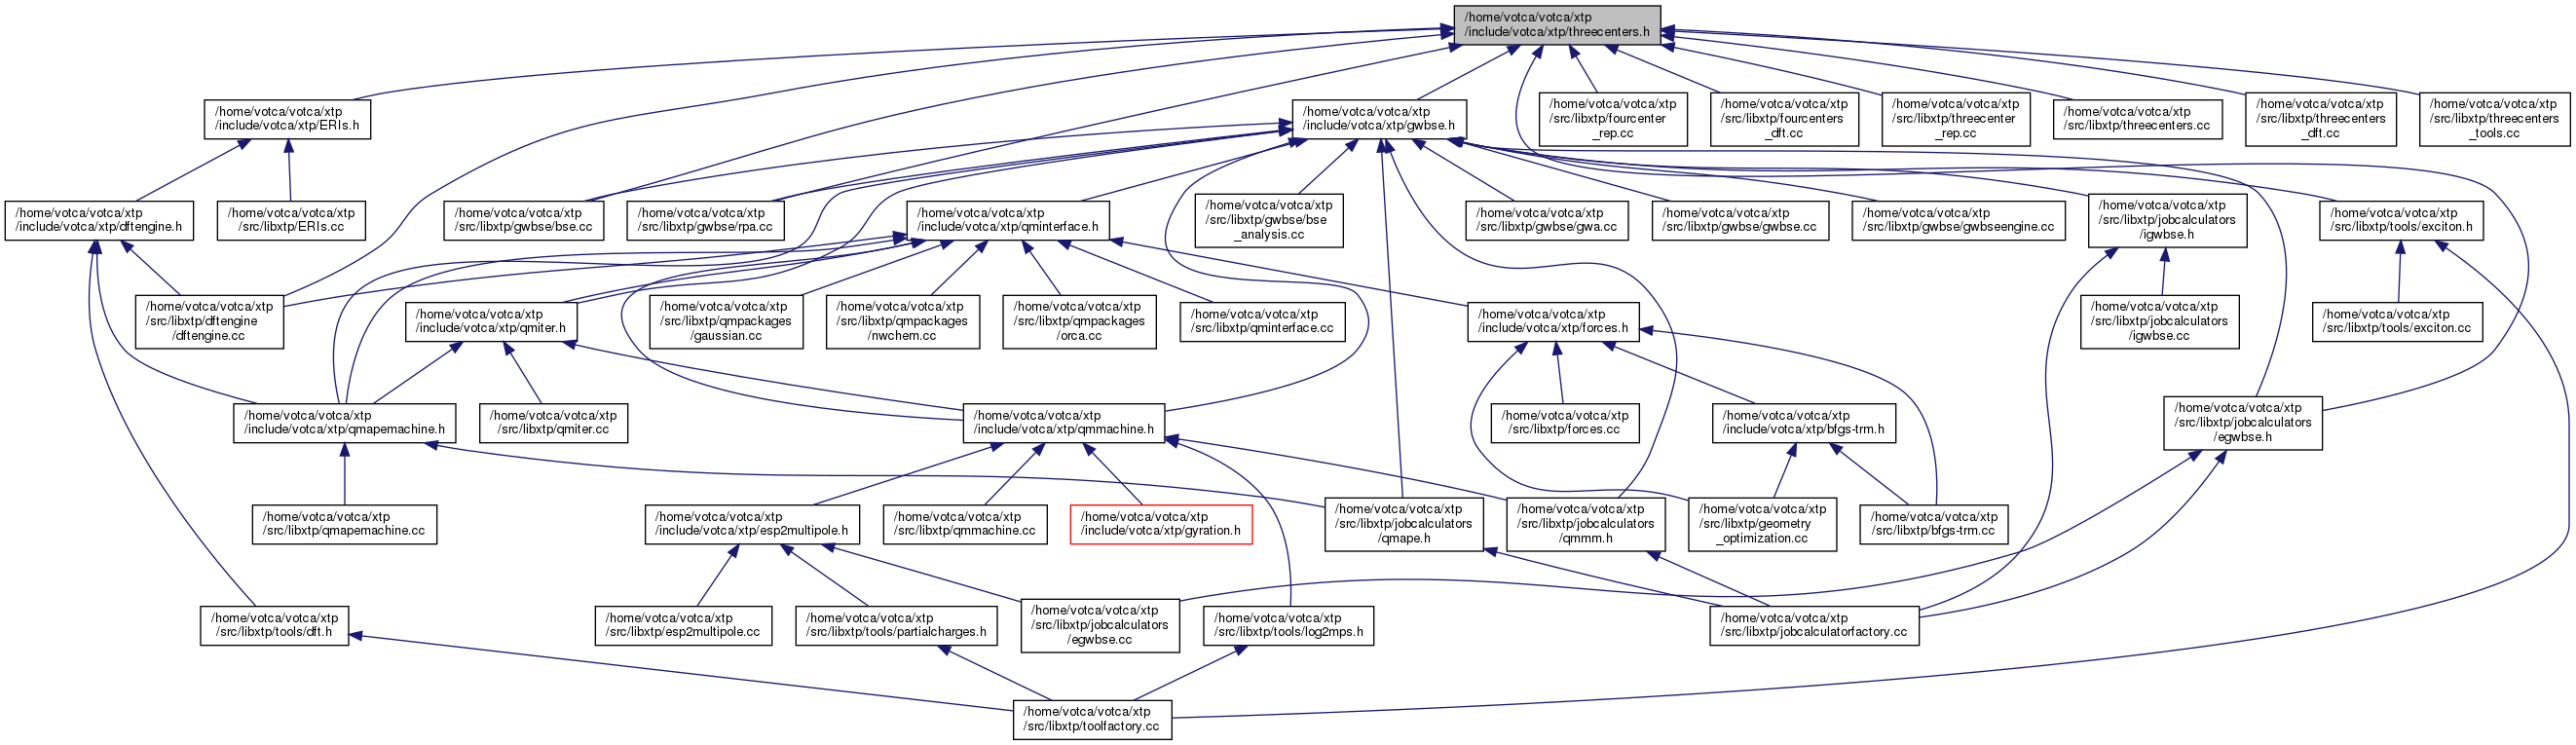 /home/votca/votca/xtp
/include/votca/xtp/threecenters.h
/home/votca/votca/xtp
/include/votca/xtp/ERIs.h
/home/votca/votca/xtp
/include/votca/xtp/gwbse.h
/home/votca/votca/xtp
/src/libxtp/fourcenter
_rep.cc
/home/votca/votca/xtp
/src/libxtp/fourcenters
_dft.cc
/home/votca/votca/xtp
/src/libxtp/threecenter
_rep.cc
/home/votca/votca/xtp
/src/libxtp/threecenters.cc
/home/votca/votca/xtp
/src/libxtp/threecenters
_dft.cc
/home/votca/votca/xtp
/src/libxtp/threecenters
_tools.cc
/home/votca/votca/xtp
/include/votca/xtp/dftengine.h
/home/votca/votca/xtp
/src/libxtp/ERIs.cc
/home/votca/votca/xtp
/src/libxtp/gwbse/bse.cc
/home/votca/votca/xtp
/src/libxtp/gwbse/rpa.cc
/home/votca/votca/xtp
/include/votca/xtp/qminterface.h
/home/votca/votca/xtp
/src/libxtp/gwbse/bse
_analysis.cc
/home/votca/votca/xtp
/src/libxtp/gwbse/gwa.cc
/home/votca/votca/xtp
/src/libxtp/gwbse/gwbse.cc
/home/votca/votca/xtp
/src/libxtp/gwbse/gwbseengine.cc
/home/votca/votca/xtp
/src/libxtp/jobcalculators
/igwbse.h
/home/votca/votca/xtp
/src/libxtp/tools/exciton.h
/home/votca/votca/xtp
/src/libxtp/dftengine
/dftengine.cc
/home/votca/votca/xtp
/include/votca/xtp/qmiter.h
/home/votca/votca/xtp
/src/libxtp/qmpackages
/gaussian.cc
/home/votca/votca/xtp
/src/libxtp/qmpackages
/nwchem.cc
/home/votca/votca/xtp
/src/libxtp/qmpackages
/orca.cc
/home/votca/votca/xtp
/src/libxtp/qminterface.cc
/home/votca/votca/xtp
/include/votca/xtp/forces.h
/home/votca/votca/xtp
/src/libxtp/jobcalculators
/igwbse.cc
/home/votca/votca/xtp
/src/libxtp/tools/exciton.cc
/home/votca/votca/xtp
/include/votca/xtp/qmapemachine.h
/home/votca/votca/xtp
/src/libxtp/qmiter.cc
/home/votca/votca/xtp
/include/votca/xtp/qmmachine.h
/home/votca/votca/xtp
/src/libxtp/forces.cc
/home/votca/votca/xtp
/include/votca/xtp/bfgs-trm.h
/home/votca/votca/xtp
/src/libxtp/jobcalculators
/egwbse.h
/home/votca/votca/xtp
/src/libxtp/qmapemachine.cc
/home/votca/votca/xtp
/include/votca/xtp/esp2multipole.h
/home/votca/votca/xtp
/src/libxtp/qmmachine.cc
/home/votca/votca/xtp
/include/votca/xtp/gyration.h
/home/votca/votca/xtp
/src/libxtp/jobcalculators
/qmape.h
/home/votca/votca/xtp
/src/libxtp/jobcalculators
/qmmm.h
/home/votca/votca/xtp
/src/libxtp/geometry
_optimization.cc
/home/votca/votca/xtp
/src/libxtp/bfgs-trm.cc
/home/votca/votca/xtp
/src/libxtp/tools/dft.h
/home/votca/votca/xtp
/src/libxtp/esp2multipole.cc
/home/votca/votca/xtp
/src/libxtp/tools/partialcharges.h
/home/votca/votca/xtp
/src/libxtp/jobcalculators
/egwbse.cc
/home/votca/votca/xtp
/src/libxtp/tools/log2mps.h
/home/votca/votca/xtp
/src/libxtp/jobcalculatorfactory.cc
/home/votca/votca/xtp
/src/libxtp/toolfactory.cc